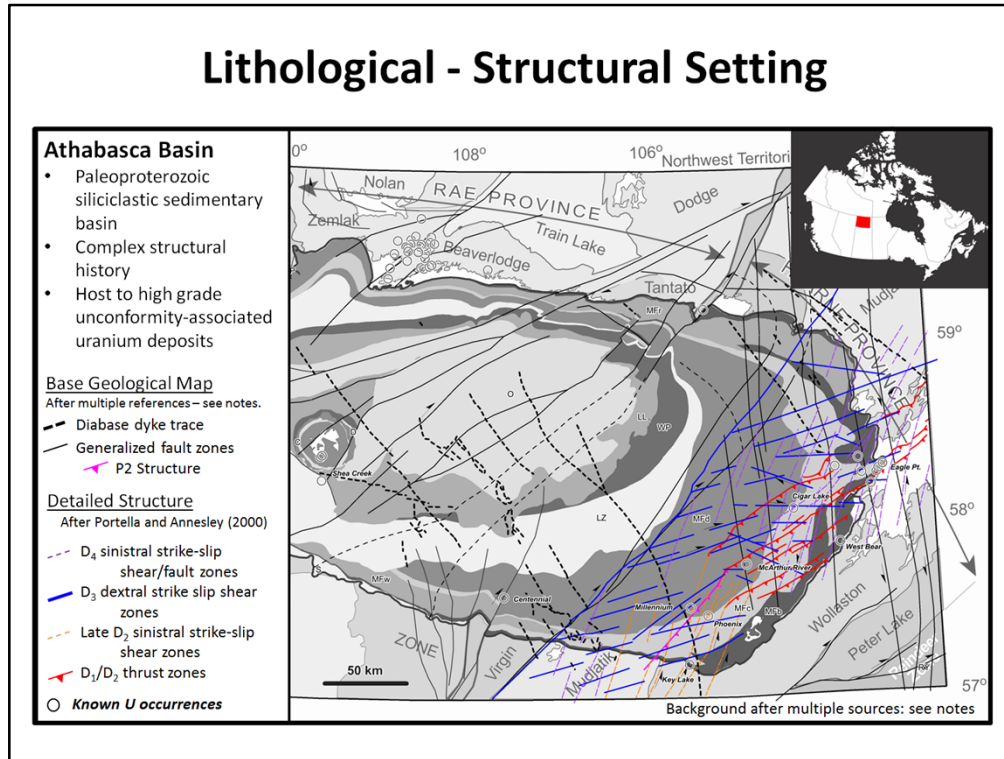 Lithological - Structural Setting
Athabasca Basin
• Paleoproterozoic
siliciclastic sedimentary
basin
• Complex structural
history
• Host to high grade
unconformity-associated
uranium deposits
Base Geological Map
After multiple references – see notes.
Diabase dyke trace
Generalized fault zones
P2 Structure
Detailed Structure
After Portella and Annesley (2000)
D4 sinistral strike-slip
shear/fault zones
D3 dextral strike slip shear
zones
Late D2 sinistral strike-slip
shear zones
D1/D2 thrust zones
Known U occurrences
0°
108°
106°
Northwest Territori
Nolan
RAE PROVINCE
Dodge
Zemlak
Train Lake
Beaverlodge
Tantato
Mudja
59°
MFr
O
LL
WP
C
D
Shea Creek
Eagle Pt.
Cigar Lake
LZ
MFd
58°
West Bear
McArthur River
S
MFw
Centennial
Millennium
MFc
MFb
Phoenix
Wollaston
ZONE
Virgin
Mudjatik
Peter Lake
Key Lake
50 km
57°
Background after multiple sources: see notes